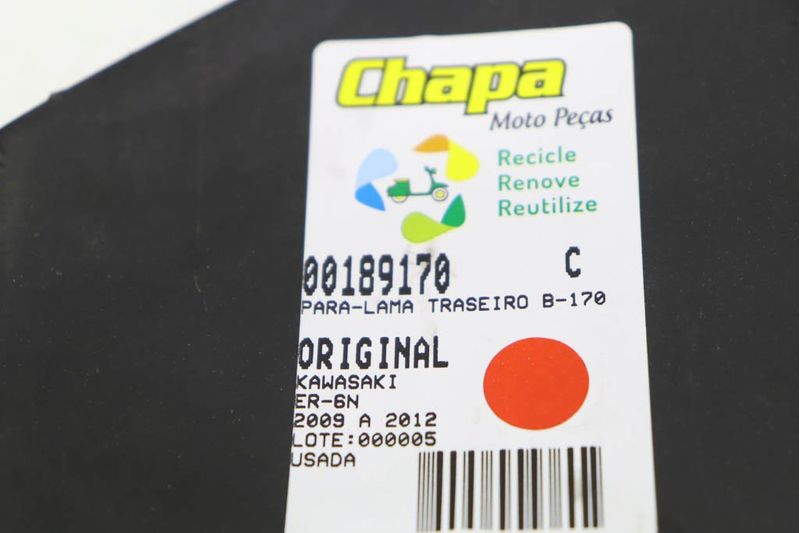 Chapa
Moto Peças
Recicle
Renove
Reutilize
00189170 C
PARA-LAMA TRASEIRO B-170
ORIGINAL
KAWASAKI
ER-6N
2009 A 2012
LOTE:000005
USADA